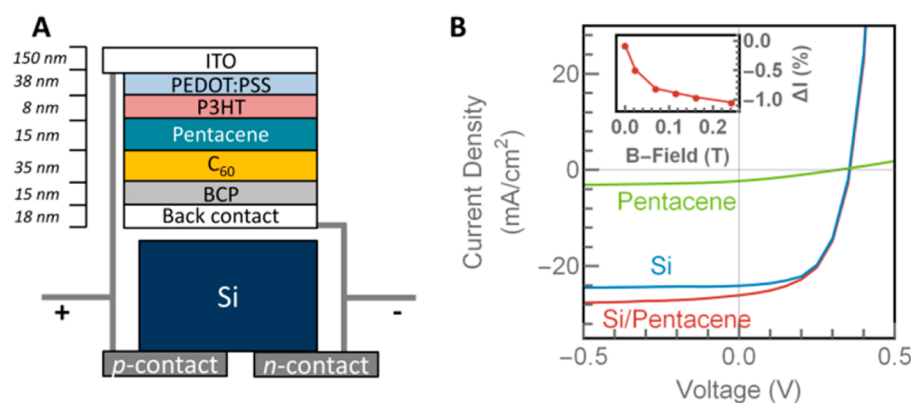 A
150 nm
38 nm
8 nm
15 nm
35 nm
15 nm
18 nm
ITO
PEDOT:PSS
P3HT
Pentacene
C₆₀
BCP
Back contact
Si
+
-
p-contact
n-contact
B
Current Density
(mA/cm²)
20
0
−20
−0.5
0.0
0.5
Voltage (V)
Pentacene
Si
Si/Pentacene
0.0
−0.5
−1.0
ΔI (%)
0.0
0.1
0.2
B−Field (T)